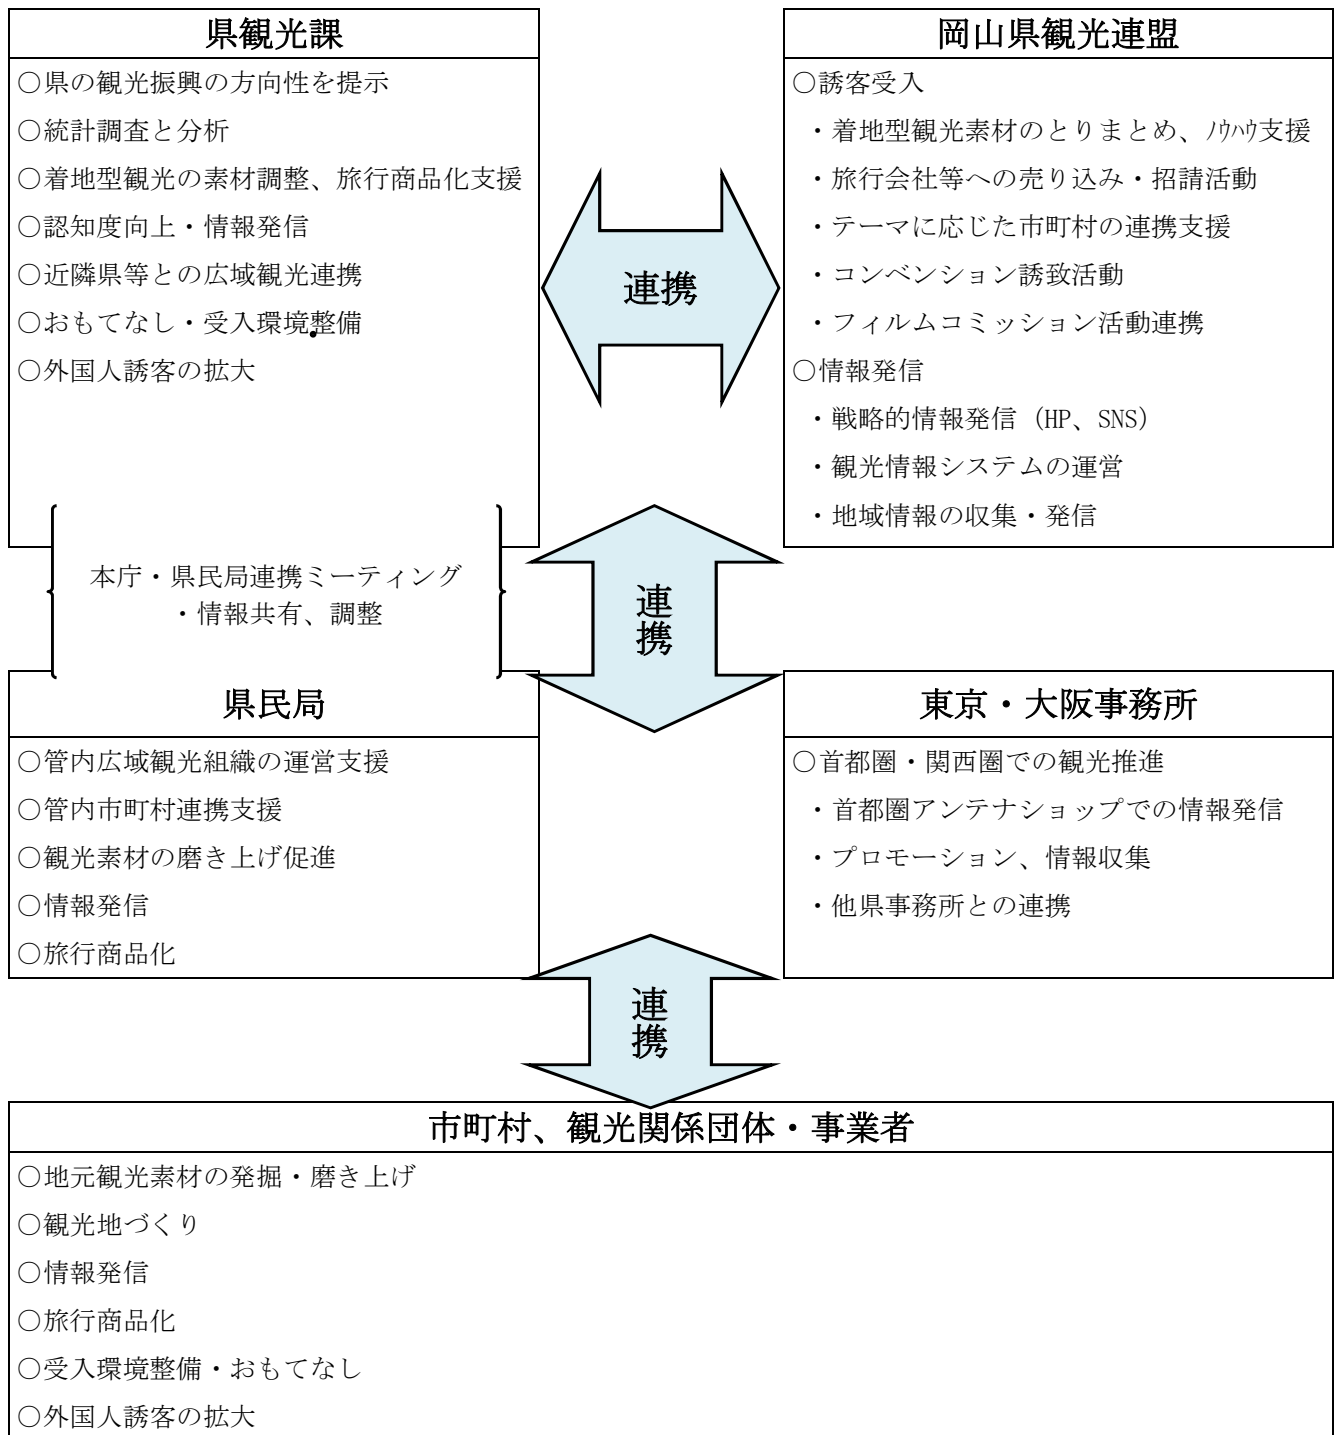 県観光課
○県の観光振興の方向性を提示
○統計調査と分析
○着地型観光の素材調整、旅行商品化支援
○認知度向上・情報発信
○近隣県等との広域観光連携
○おもてなし・受入環境整備
○外国人誘客の拡大
連携
岡山県観光連盟
○誘客受入
・着地型観光素材のとりまとめ、ﾉｳﾊｳ支援
・旅行会社等への売り込み・招請活動
・テーマに応じた市町村の連携支援
・コンベンション誘致活動
・フィルムコミッション活動連携
○情報発信
・戦略的情報発信（HP、SNS）
・観光情報システムの運営
・地域情報の収集・発信
本庁・県民局連携ミーティング
・情報共有、調整
連携
県民局
○管内広域観光組織の運営支援
○管内市町村連携支援
○観光素材の磨き上げ促進
○情報発信
○旅行商品化
東京・大阪事務所
○首都圏・関西圏での観光推進
・首都圏アンテナショップでの情報発信
・プロモーション、情報収集
・他県事務所との連携
連携
市町村、観光関係団体・事業者
○地元観光素材の発掘・磨き上げ
○観光地づくり
○情報発信
○旅行商品化
○受入環境整備・おもてなし
○外国人誘客の拡大